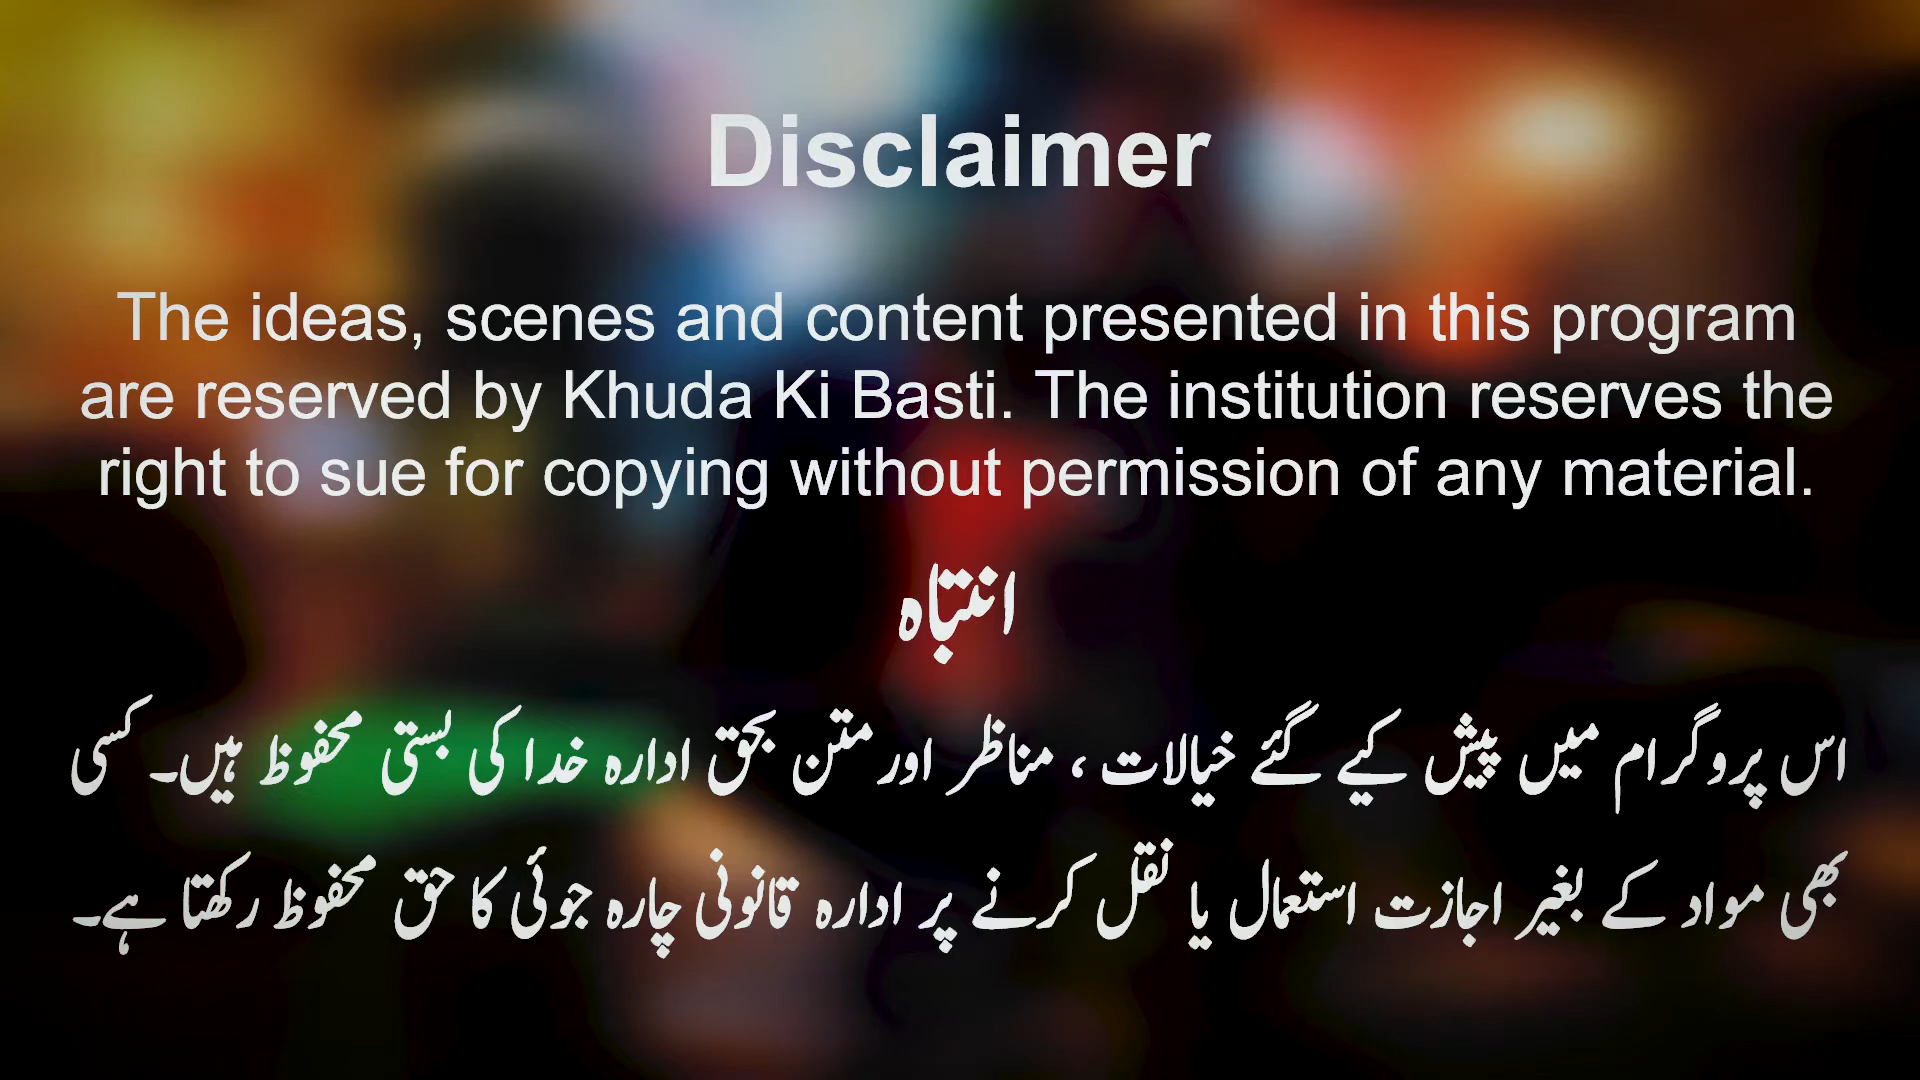 Disclaimer
The ideas, scenes and content presented in this program
are reserved by Khuda Ki Basti. The institution reserves the
right to sue for copying without permission of any material.
انتباہ
اس پروگرام میں پیش کیے گئے خیالات ، مناظر اور متن بحق ادارہ خدا کی بستی محفوظ ہیں۔ کسی
بھی مواد کے بغیر اجازت استعمال یا نقل کرنے پر ادارہ قانونی چارہ جوئی کا حق محفوظ رکھتا ہے۔